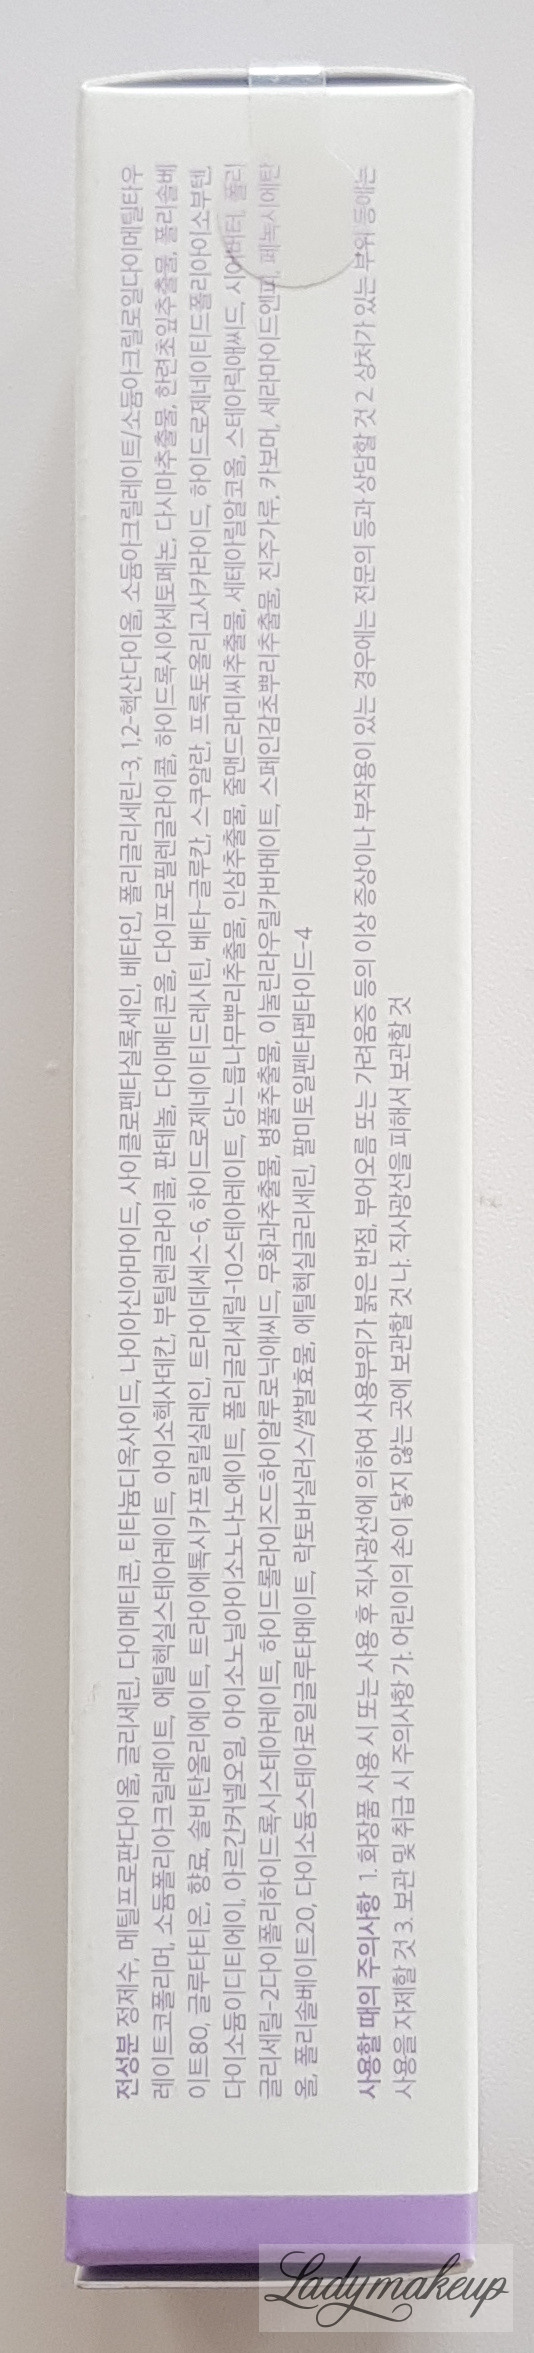 전성분 정제수, 메틸프로판다이올, 글리세린, 다이메티콘, 티타늄디옥사이드, 나이아신아마이드, 사이클로펜타실록세인, 베타인, 폴리글리세린-3, 1,2-헥산다이올, 소듐아크릴레이트/소듐아크릴로일다이메틸타우
레이트코폴리머, 소듐폴리아크릴레이트, 에틸헥실스테아레이트, 아이소헥사데칸, 부틸렌글라이콜, 판테놀, 다이메티콘올, 다이프로필렌글라이콜, 하이드록시아세토페논, 다시마추출물, 한련초잎추출물, 폴리솔베
이트80, 글루타티온, 향료, 솔비탄올리에이트, 트라이에톡시카프릴릴실레인, 트라이데세스-6, 하이드로제네이티드레시틴, 베타-글루칸, 스쿠알란, 프룩토올리고사카라이드, 하이드로제네이티드폴리아이소부텐,
다이소듐이디티에이, 아르간커넬오일, 아이소노닐아이소노나노에이트, 폴리글리세릴-10스테아레이트, 당느릅나무뿌리추출물, 인삼추출물, 줄맨드라미씨추출물, 세테아릴알코올, 스테아릭애씨드, 시어버터, 폴리
글리세릴-2다이폴리하이드록시스테아레이트, 하이드롤라이즈드하이알루로닉애씨드, 무화과추출물, 병풀추출물, 이눌린라우릴카바메이트, 스페인감초뿌리추출물, 진주가루, 카보머, 세라마이드엔피, 페녹시에탄
올, 폴리솔베이트20, 다이소듐스테아로일글루타메이트, 락토바실러스/쌀발효물, 에틸헥실글리세린, 팔미토일펜타펩타이드-4
사용할 때의 주의사항 1. 화장품 사용 시 또는 사용 후 직사광선에 의하여 사용부위가 붉은 반점, 부어오름 또는 가려움증 등의 이상 증상이나 부작용이 있는 경우에는 전문의 등과 상담할 것 2. 상처가 있는 부위 등에는
사용을 자제할 것 3. 보관 및 취급 시 주의사항 가. 어린이의 손이 닿지 않는 곳에 보관할 것 나. 직사광선을 피해서 보관할 것
Ladymakeup